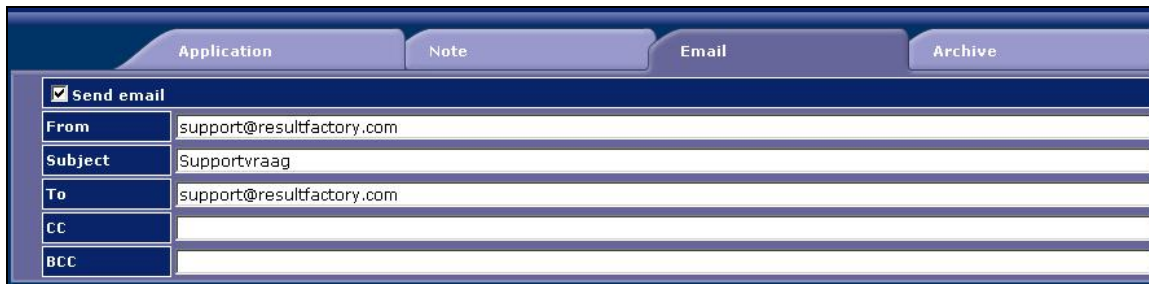 Application Note Email Archive
Send email
From support@resultfactory.com
Subject Supportvraag
To support@resultfactory.com
CC
BCC